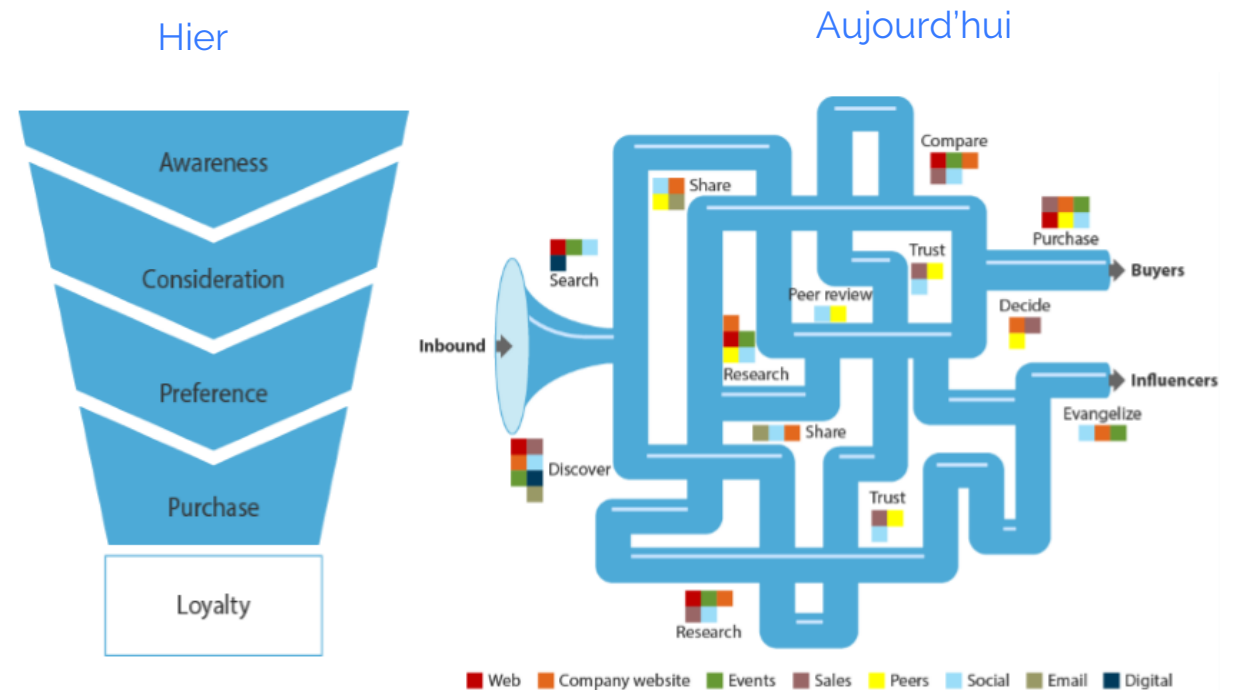 Hier
Aujourd’hui
Awareness
Consideration
Preference
Purchase
Loyalty
Inbound
Search
Discover
Share
Research
Peer review
Share
Compare
Trust
Purchase
Buyers
Decide
Influencers
Evangelize
Trust
Research
Web Company website Events Sales Peers Social Email Digital